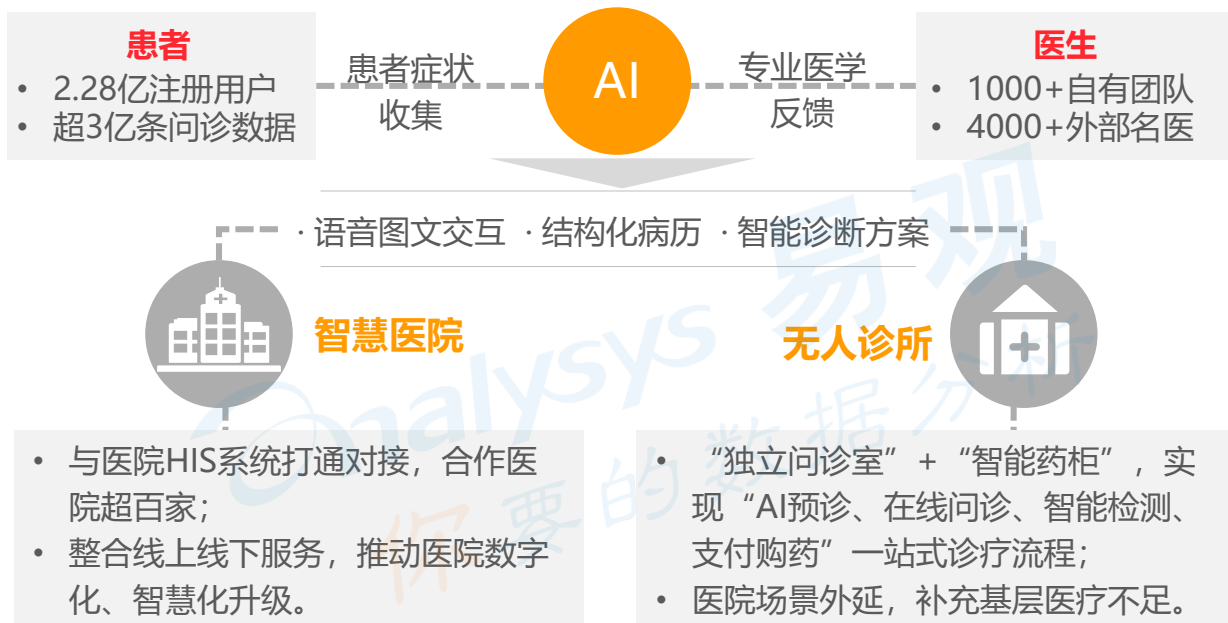 患者
• 2.28亿注册用户
• 超3亿条问诊数据
患者症状
收集
AI
专业医学
反馈
医生
• 1000+自有团队
• 4000+外部名医
· 语音图文交互 · 结构化病历 · 智能诊断方案
智慧医院
无人诊所
• 与医院HIS系统打通对接，合作医
院超百家；
• 整合线上线下服务，推动医院数字
化、智慧化升级。
• “独立问诊室”+“智能药柜”，实
现“AI预诊、在线问诊、智能检测、
支付购药”一站式诊疗流程；
• 医院场景外延，补充基层医疗不足。
analysys 易观
你要的数据分析